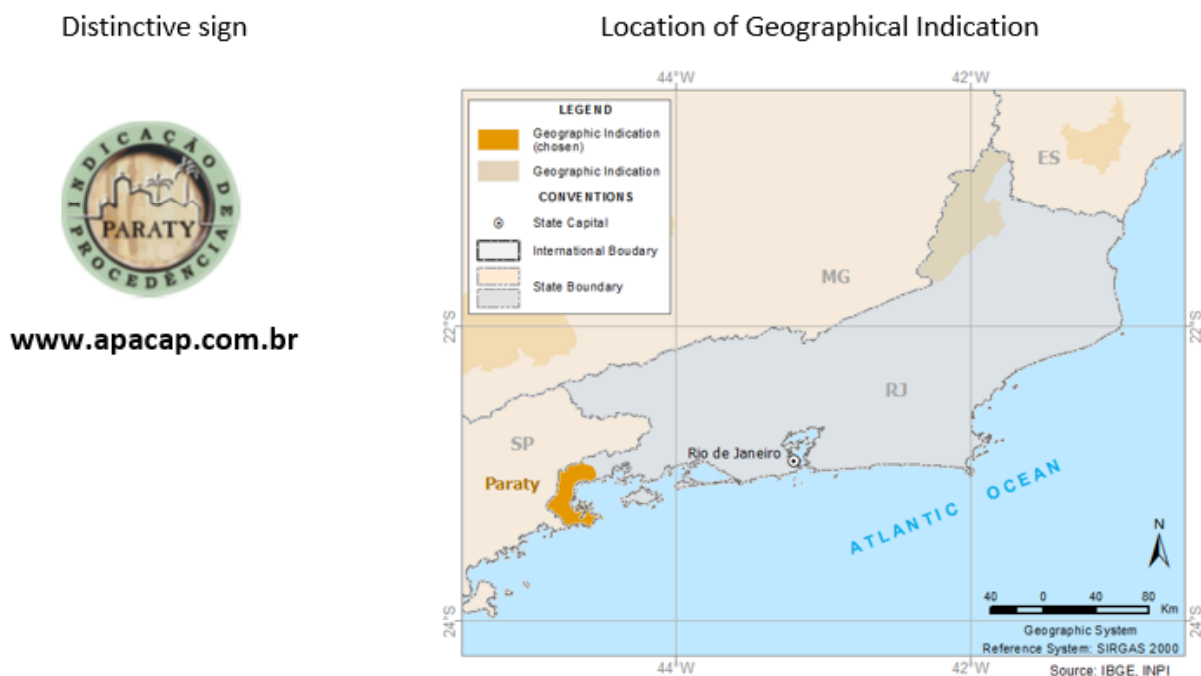 Distinctive sign
INDICAÇÃO DE
PARATY
PROCEDÊNCIA
www.apacap.com.br
Location of Geographical Indication
44°W
42°W
LEGEND
Geographic Indication
(chosen)
Geographic Indication
CONVENTIONS
State Capital
International Boudary
State Boundary
ES
MG
22°S
22°S
RJ
SP
Rio de Janeiro
Paraty
ATLANTIC OCEAN
N
40 0 40 80
Km
24°S
24°S
Geographic System
Reference System: SIRGAS 2000
44°W
42°W
Source: IBGE, INPI